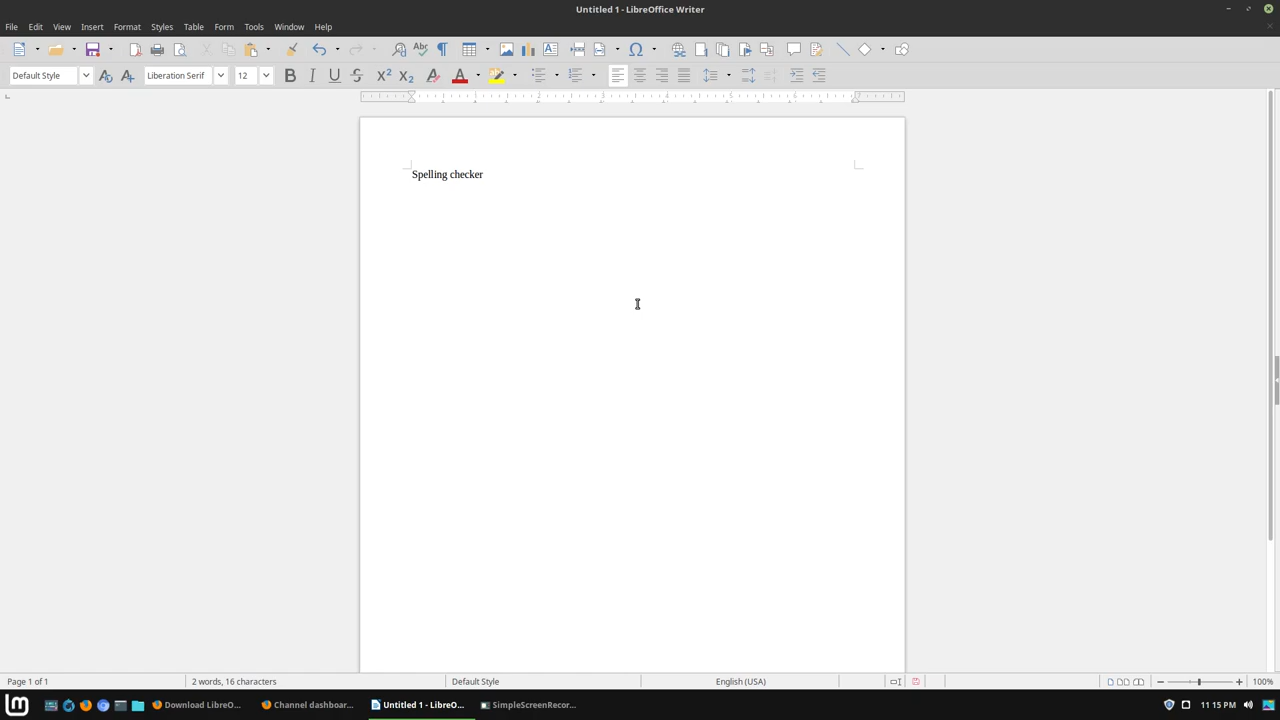 Untitled 1 - LibreOffice Writer
File Edit View Insert Format Styles Table Form Tools Window Help
Default Style Liberation Serif 12
Spelling checker
Page 1 of 1 2 words, 16 characters Default Style English (USA) 100%
Download LibreO... Channel dashboar... Untitled 1 - LibreO... SimpleScreenRecor... 11:15 PM